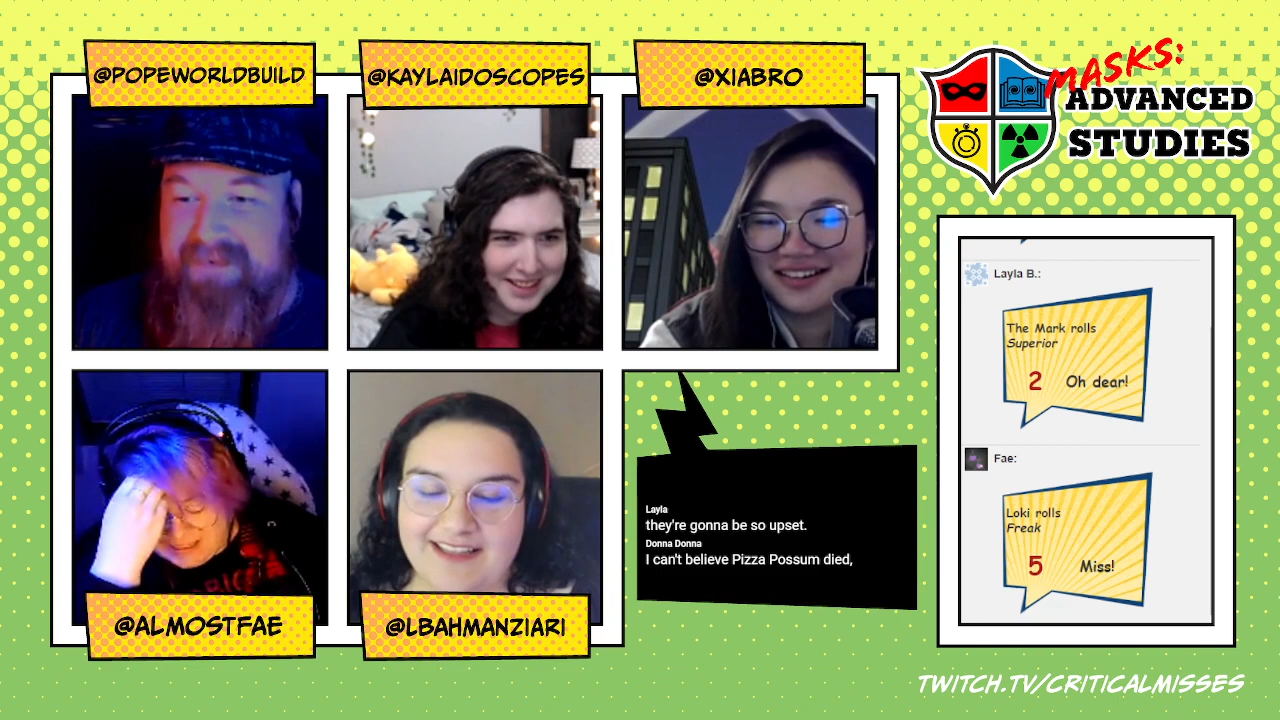 @POPEWORLDBUILD
@KAYLAIDOSCOPES
@XIABRO
MASKS:
ADVANCED
STUDIES
Layla B.:
The Mark rolls
Superior
2 Oh dear!
Fae:
Loki rolls
Freak
5 Miss!
Layla
they're gonna be so upset.
Donna Donna
I can't believe Pizza Possum died,
@ALMOSTFAE
@LBAHMANZIARI
TWITCH.TV/CRITICALMISSES